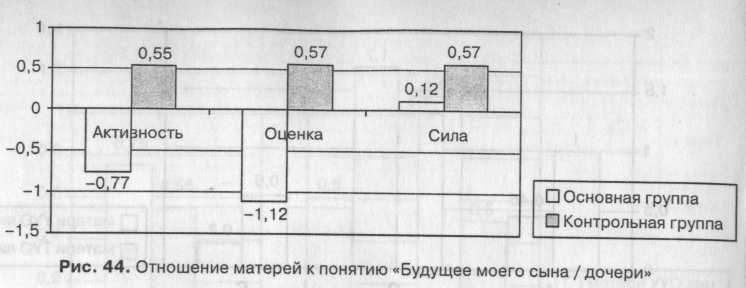 1
0,55
0,57
0,57
0,5
0,12
0
Активность
Оценка
Сила
−0,5
−0,77
−1
−1,12
−1,5
Основная группа
Контрольная группа
Рис. 44. Отношение матерей к понятию «Будущее моего сына / дочери»